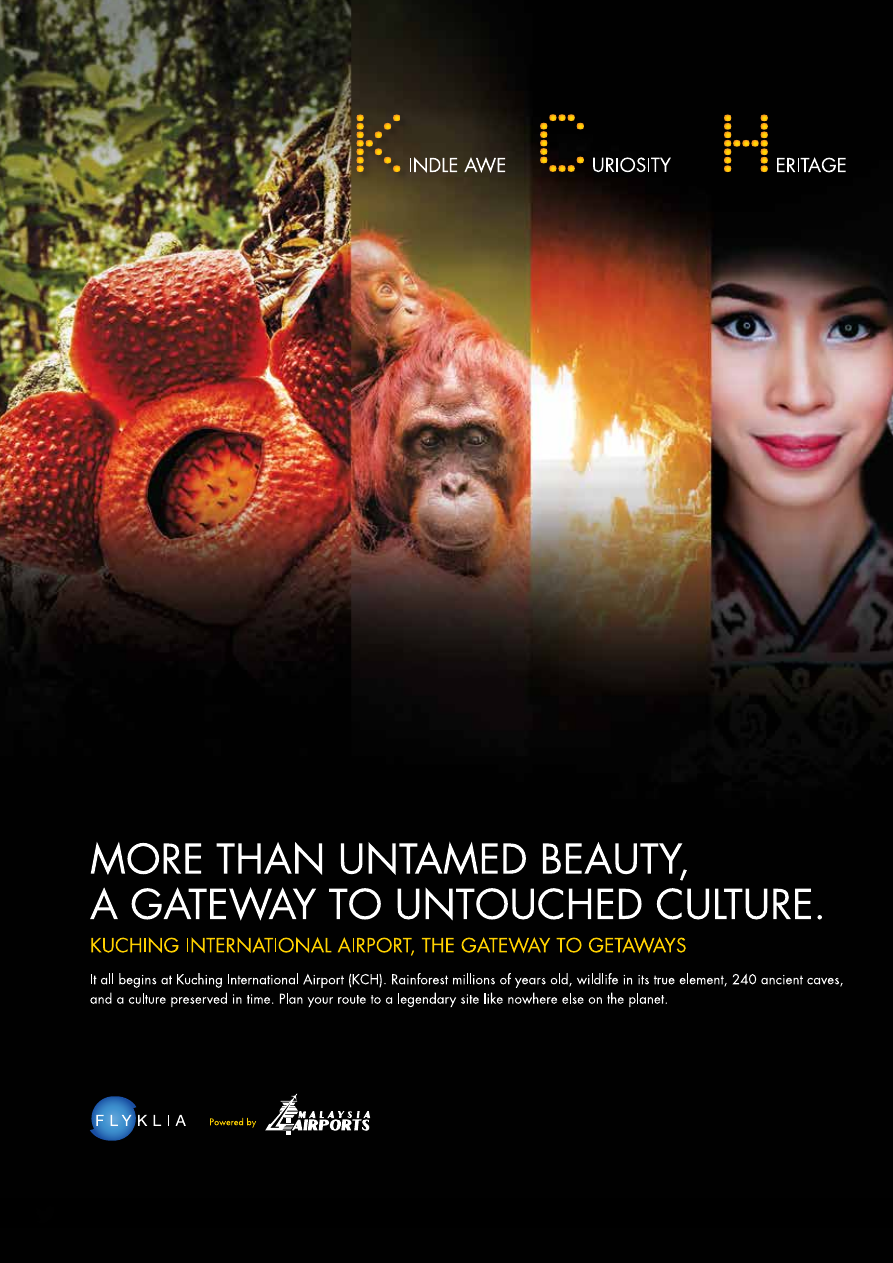 KINDLE AWE CURIOSITY HERITAGE
MORE THAN UNTAMED BEAUTY,
A GATEWAY TO UNTOUCHED CULTURE.
KUCHING INTERNATIONAL AIRPORT, THE GATEWAY TO GETAWAYS
It all begins at Kuching International Airport (KCH). Rainforest millions of years old, wildlife in its true element, 240 ancient caves,
and a culture preserved in time. Plan your route to a legendary site like nowhere else on the planet.
FLYKLIA
Powered by
MALAYSIA
AIRPORTS